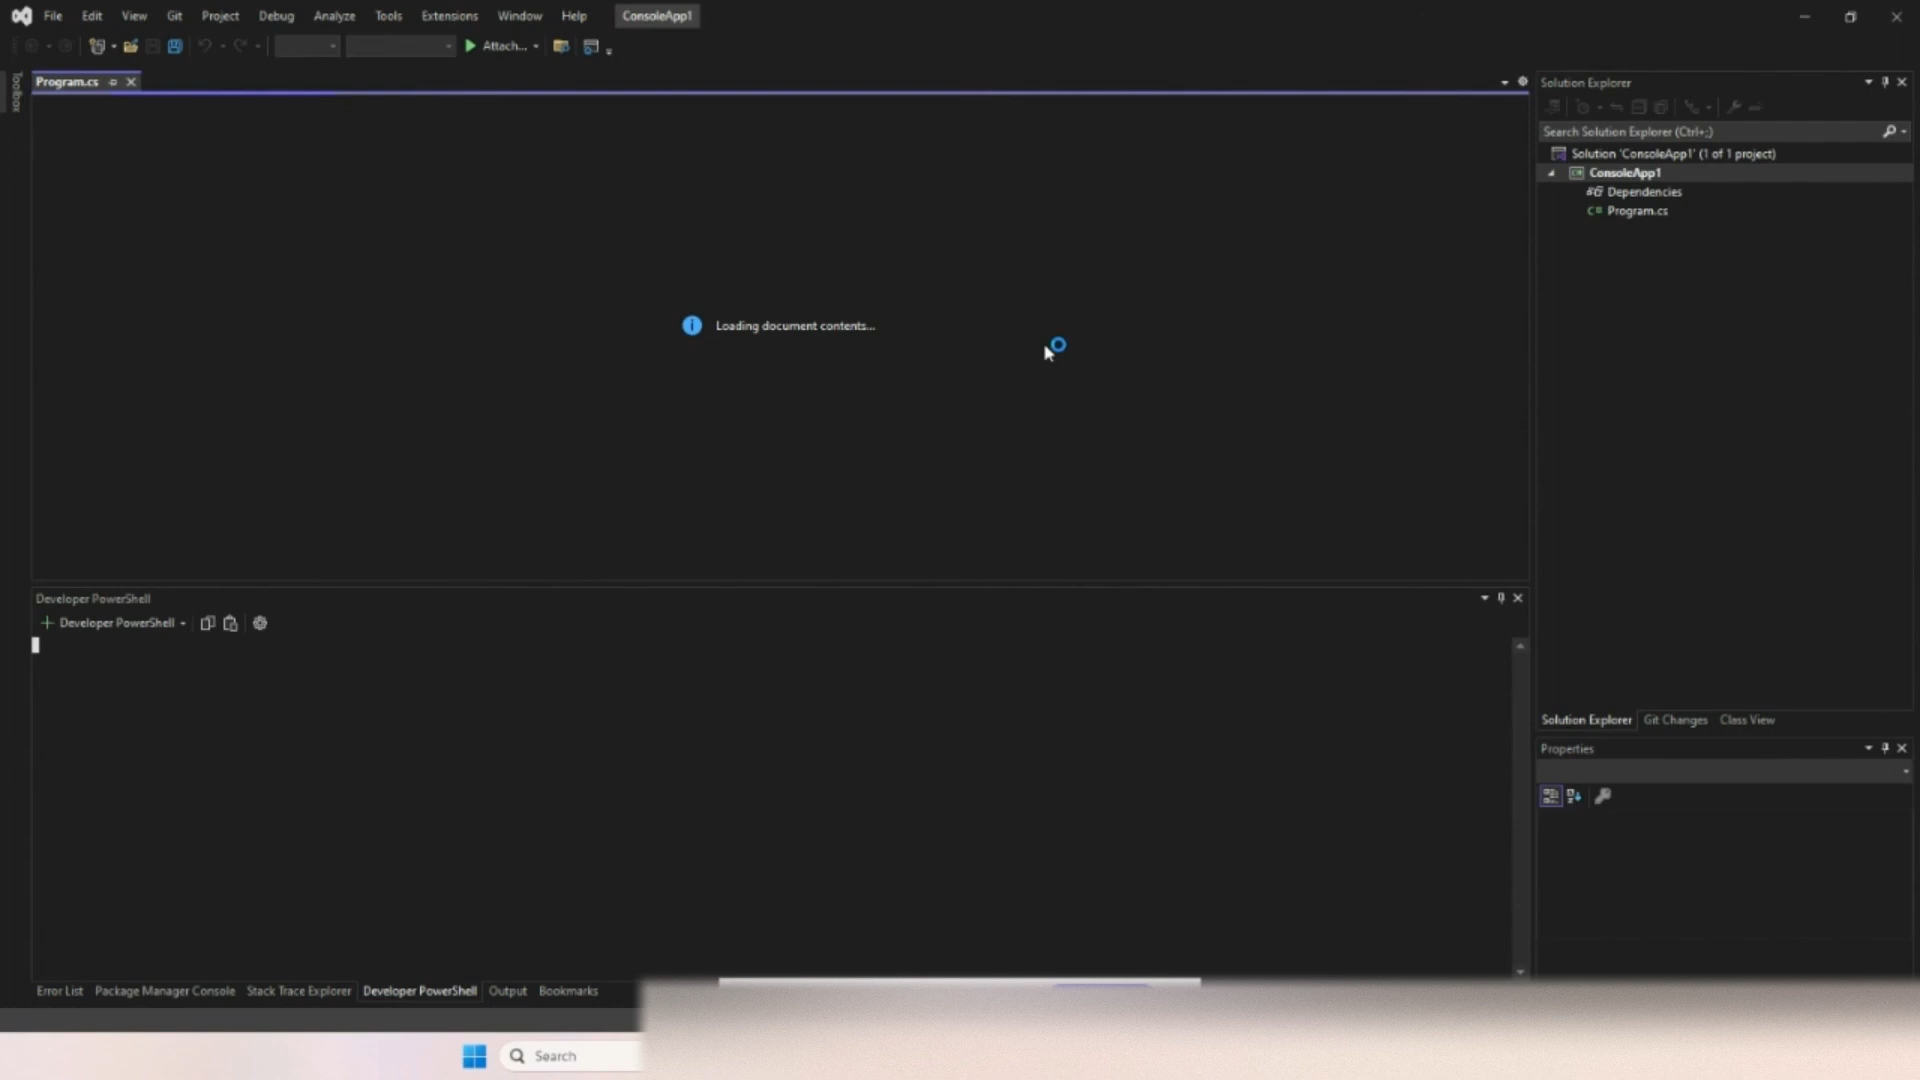 File Edit View Git Project Debug Analyze Tools Extensions Window Help ConsoleApp1
Attach...
Toolbox
Program.cs
Loading document contents...
Solution Explorer
Search Solution Explorer (Ctrl+;)
Solution 'ConsoleApp1' (1 of 1 project)
ConsoleApp1
Dependencies
C# Program.cs
Developer PowerShell
Developer PowerShell
Solution Explorer Git Changes Class View
Properties
Error List Package Manager Console Stack Trace Explorer Developer PowerShell Output Bookmarks
Search